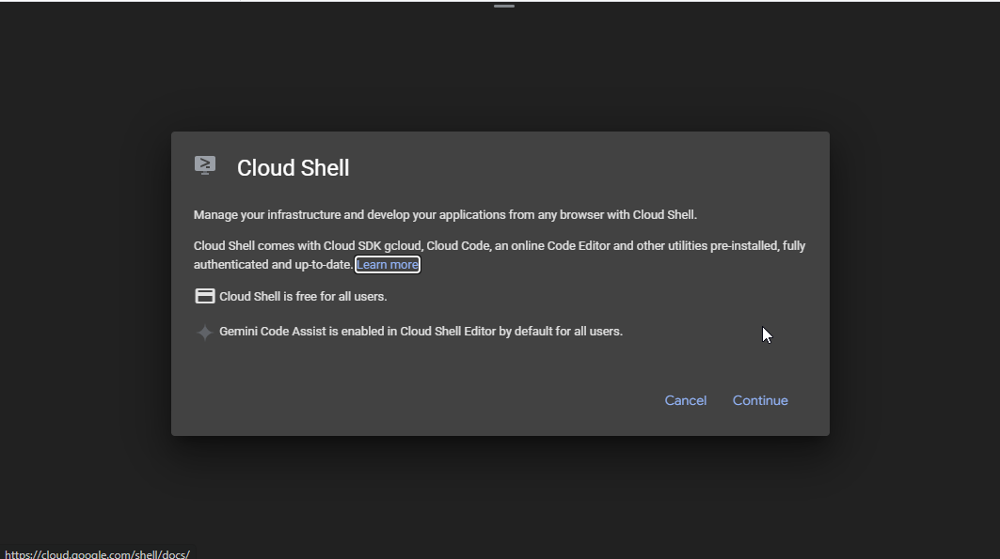 Cloud Shell
Manage your infrastructure and develop your applications from any browser with Cloud Shell.
Cloud Shell comes with Cloud SDK gcloud, Cloud Code, an online Code Editor and other utilities pre-installed, fully
authenticated and up-to-date. Learn more
Cloud Shell is free for all users.
Gemini Code Assist is enabled in Cloud Shell Editor by default for all users.
Cancel Continue
https://cloud.google.com/shell/docs/